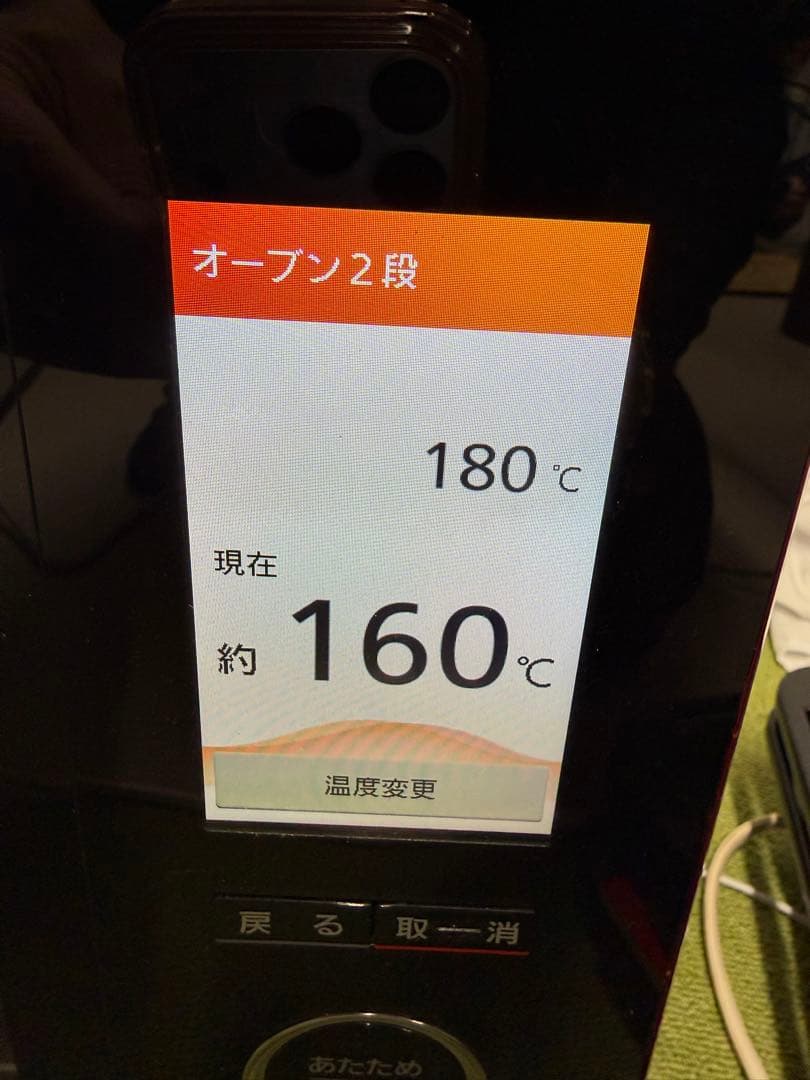 オーブン2段
180℃
現在
約 160℃
温度変更
戻る 取消
あたため